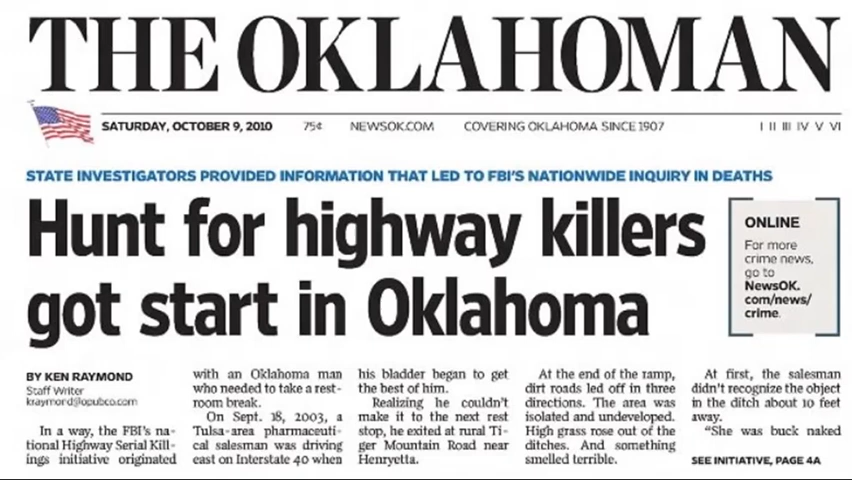 THE OKLAHOMAN
SATURDAY, OCTOBER 9, 2010 75¢ NEWSOK.COM COVERING OKLAHOMA SINCE 1907 I II III IV V VI
STATE INVESTIGATORS PROVIDED INFORMATION THAT LED TO FBI'S NATIONWIDE INQUIRY IN DEATHS
Hunt for highway killers
got start in Oklahoma
ONLINE
For more
crime news,
go to
NewsOK.
com/news/
crime.
BY KEN RAYMOND
Staff Writer
kraymond@opubco.com
In a way, the FBI's na-
tional Highway Serial Kill-
ings initiative originated
with an Oklahoma man
who needed to take a rest-
room break.
On Sept. 18, 2003, a
Tulsa-area pharmaceuti-
cal salesman was driving
east on Interstate 40 when
his bladder began to get
the best of him.
Realizing he couldn't
make it to the next rest
stop, he exited at rural Ti-
ger Mountain Road near
Henryetta.
At the end of the ramp,
dirt roads led off in three
directions. The area was
isolated and undeveloped.
High grass rose out of the
ditches. And something
smelled terrible.
At first, the salesman
didn't recognize the object
in the ditch about 10 feet
away.
"She was buck naked
SEE INITIATIVE, PAGE 4A